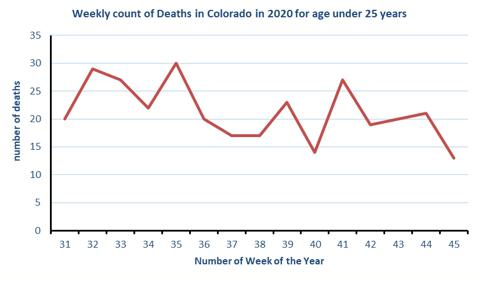 Weekly count of Deaths in Colorado in 2020 for age under 25 years
35
30
25
20
15
10
5
0
number of deaths
31 32 33 34 35 36 37 38 39 40 41 42 43 44 45
Number of Week of the Year